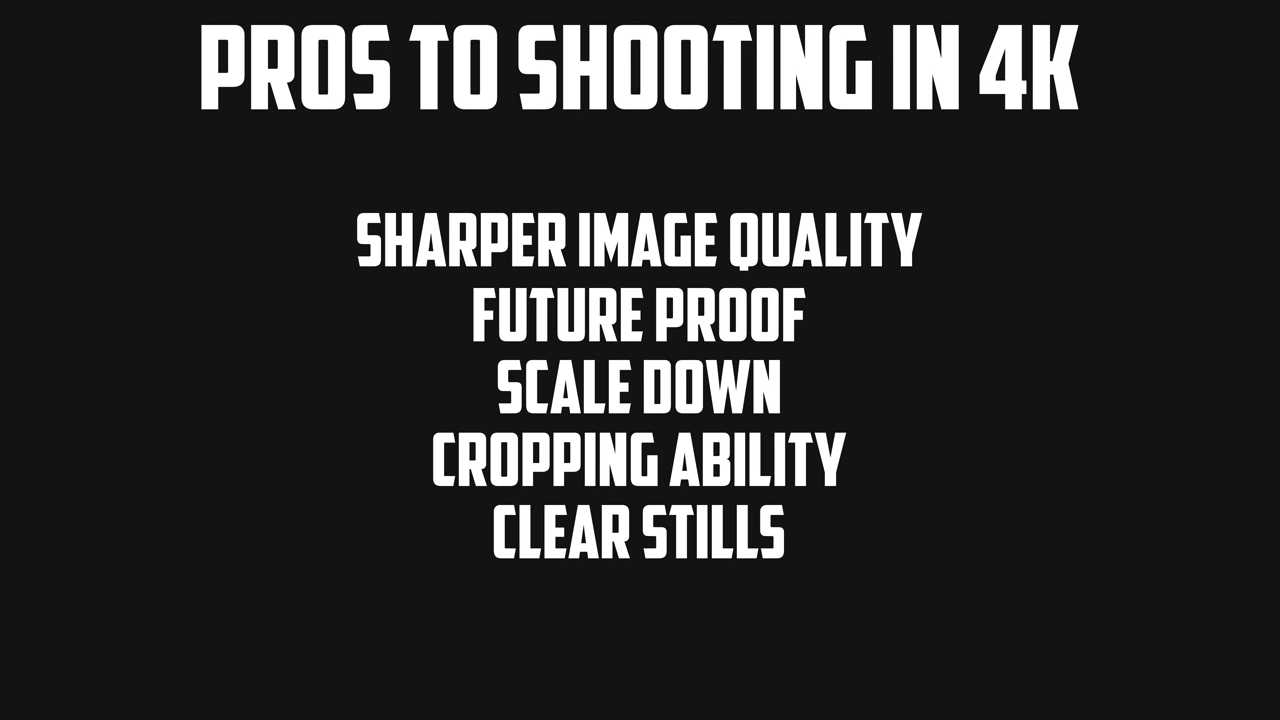 PROS TO SHOOTING IN 4K
SHARPER IMAGE QUALITY
FUTURE PROOF
SCALE DOWN
CROPPING ABILITY
CLEAR STILLS